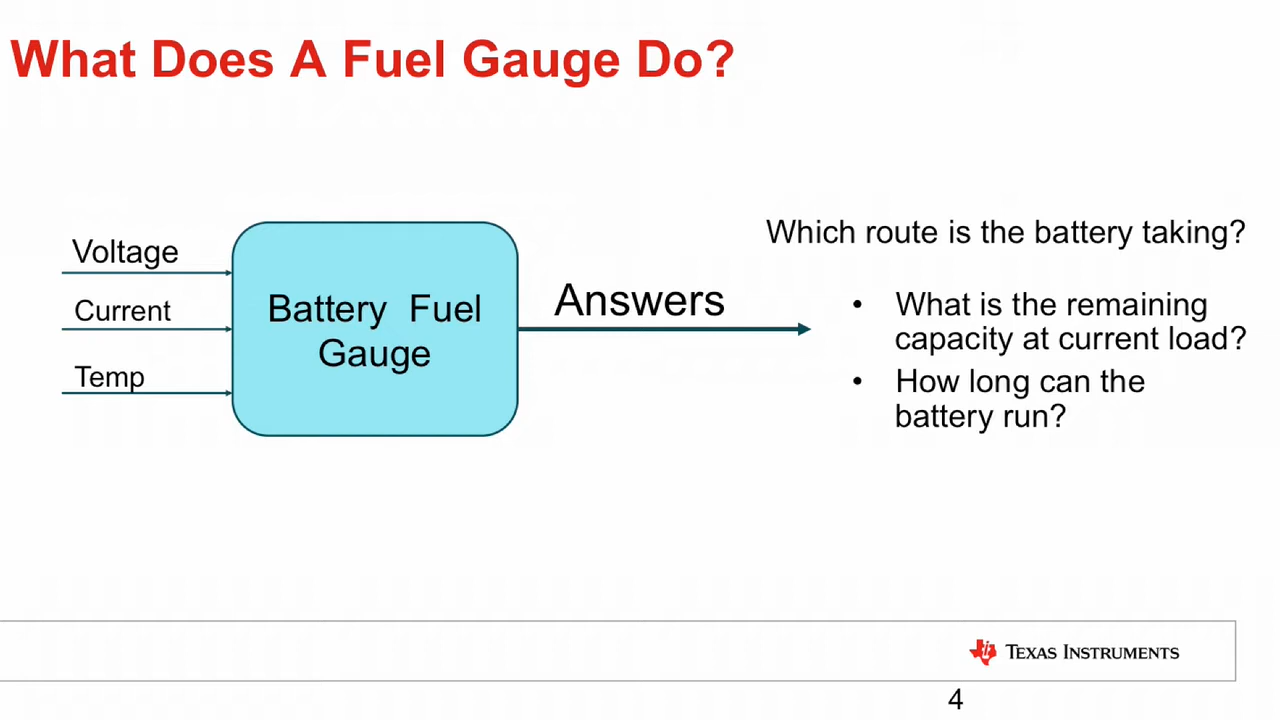 What Does A Fuel Gauge Do?
Voltage
Current
Temp
Battery Fuel
Gauge
Answers
Which route is the battery taking?
• What is the remaining
capacity at current load?
• How long can the
battery run?
TEXAS INSTRUMENTS
4